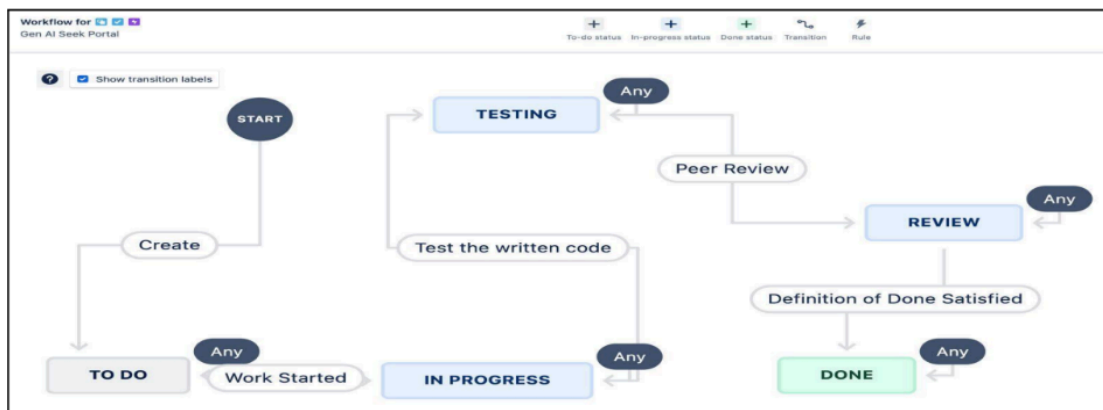 Workflow for
Gen AI Seek Portal
To-do status
In-progress status
Done status
Transition
Rule
?
Show transition labels
START
TESTING
Any
Peer Review
Any
REVIEW
Create
Test the written code
Definition of Done Satisfied
Any
TO DO
Work Started
Any
IN PROGRESS
Any
DONE